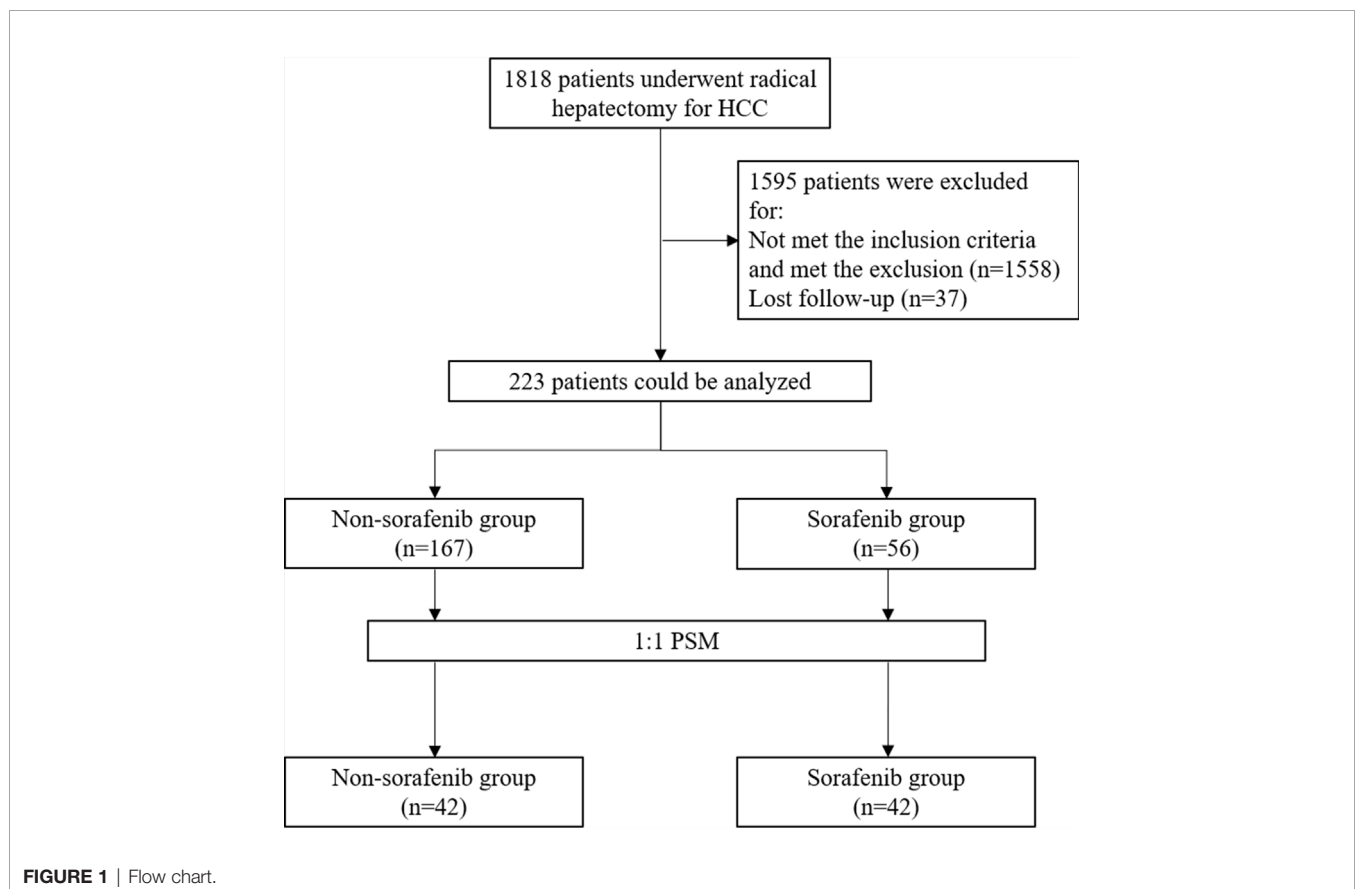 1818 patients underwent radical
hepatectomy for HCC
1595 patients were excluded
for:
Not met the inclusion criteria
and met the exclusion (n=1558)
Lost follow-up (n=37)
223 patients could be analyzed
Non-sorafenib group
(n=167)
Sorafenib group
(n=56)
1:1 PSM
Non-sorafenib group
(n=42)
Sorafenib group
(n=42)
FIGURE 1 | Flow chart.